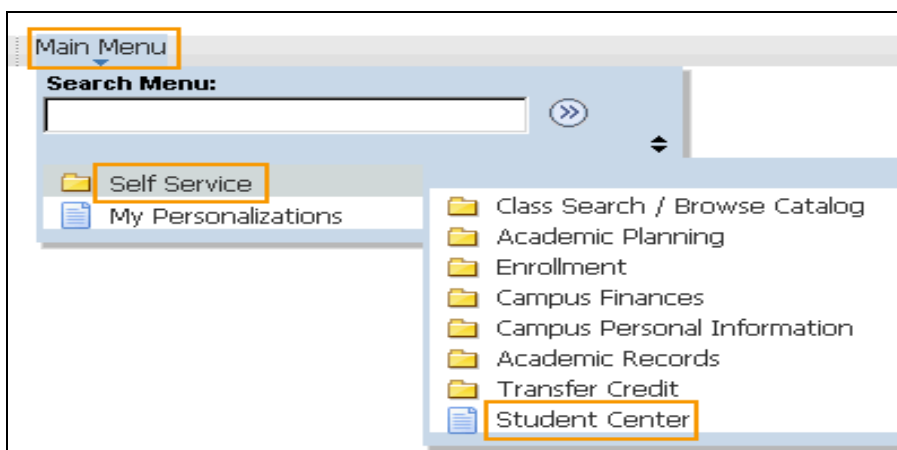 Main Menu
Search Menu:
Self Service
My Personalizations
Class Search / Browse Catalog
Academic Planning
Enrollment
Campus Finances
Campus Personal Information
Academic Records
Transfer Credit
Student Center